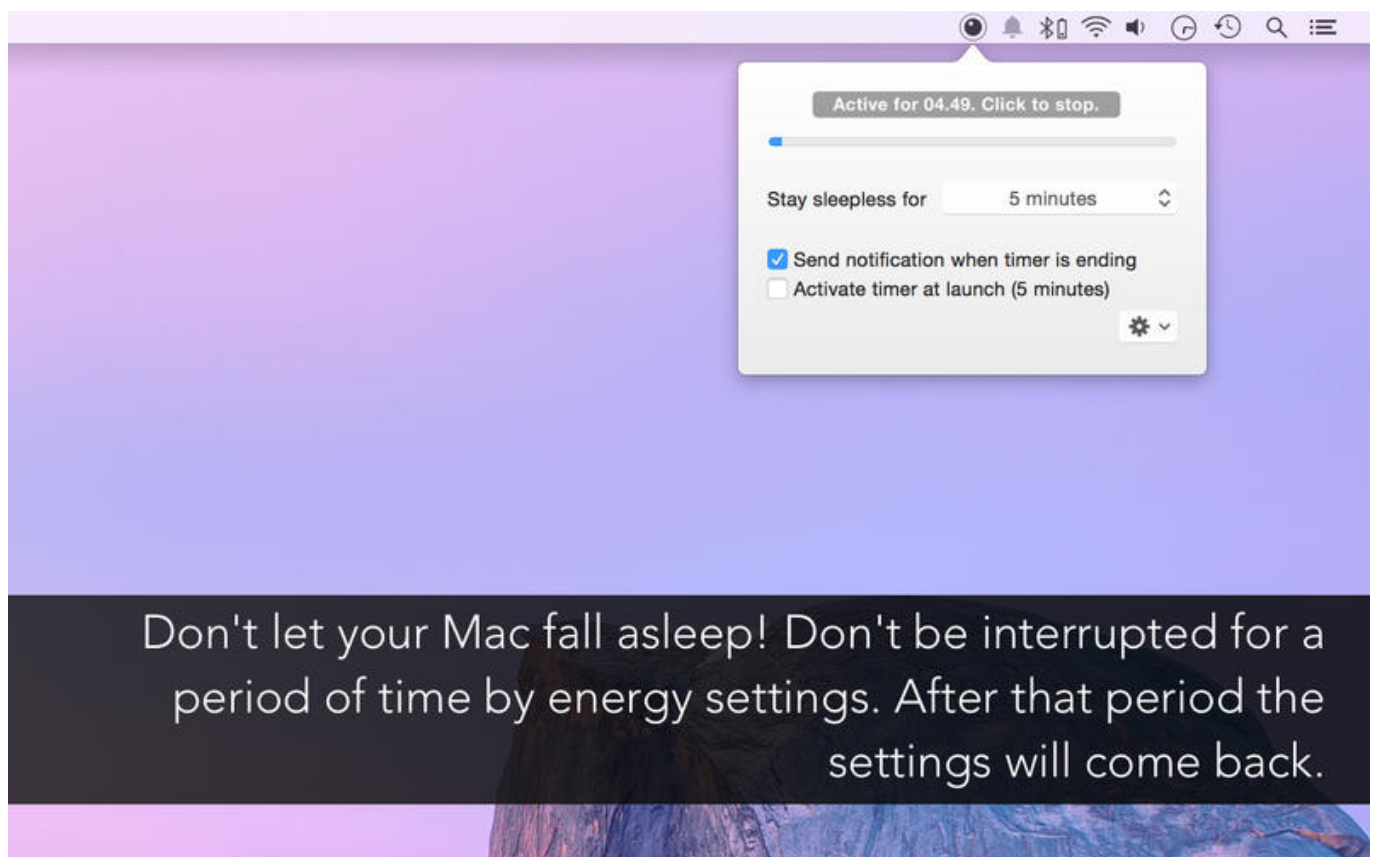 Active for 04.49. Click to stop.
Stay sleepless for 5 minutes
Send notification when timer is ending
Activate timer at launch (5 minutes)
Don't let your Mac fall asleep! Don't be interrupted for a
period of time by energy settings. After that period the
settings will come back.